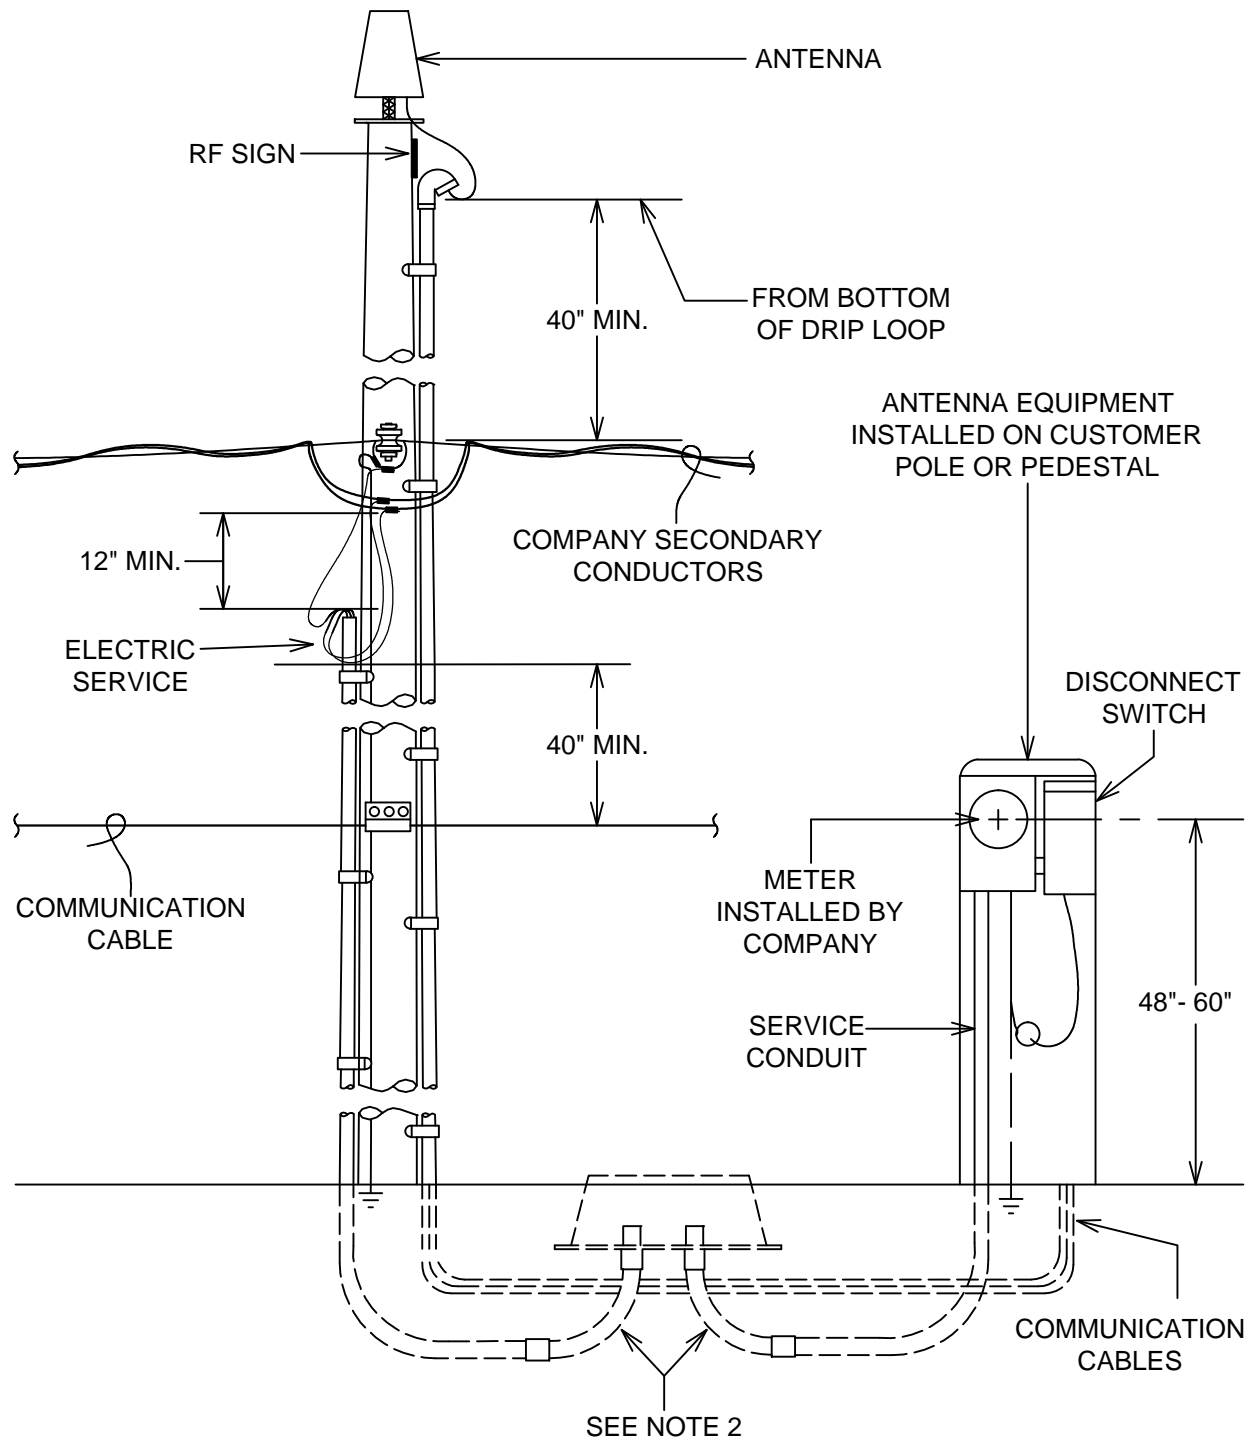 ANTENNA
RF SIGN
FROM BOTTOM
OF DRIP LOOP
40" MIN.
ANTENNA EQUIPMENT
INSTALLED ON CUSTOMER
POLE OR PEDESTAL
COMPANY SECONDARY
CONDUCTORS
12" MIN.
ELECTRIC
SERVICE
DISCONNECT
SWITCH
40" MIN.
METER
INSTALLED BY
COMPANY
COMMUNICATION
CABLE
48"- 60"
SERVICE
CONDUIT
COMMUNICATION
CABLES
SEE NOTE 2